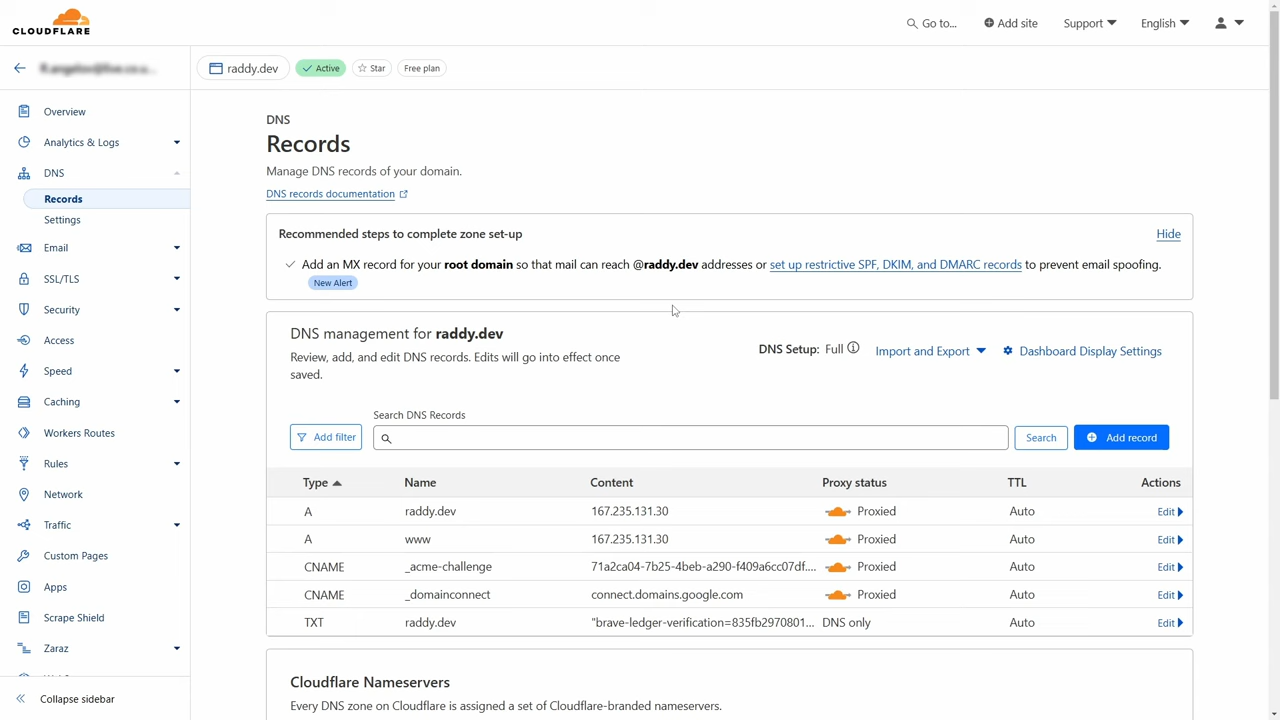 CLOUDFLARE
Go to...
Add site
Support
English
raddy.dev
Active
Star
Free plan
Overview
Analytics & Logs
DNS
Records
Settings
Email
SSL/TLS
Security
Access
Speed
Caching
Workers Routes
Rules
Network
Traffic
Custom Pages
Apps
Scrape Shield
Zaraz
Collapse sidebar
DNS
Records
Manage DNS records of your domain.
DNS records documentation
Recommended steps to complete zone set-up
Hide
Add an MX record for your root domain so that mail can reach @raddy.dev addresses or set up restrictive SPF, DKIM, and DMARC records to prevent email spoofing.
New Alert
DNS management for raddy.dev
Review, add, and edit DNS records. Edits will go into effect once
saved.
DNS Setup: Full
Import and Export
Dashboard Display Settings
Search DNS Records
Add filter
Search
Add record
Type Name Content Proxy status TTL Actions
A raddy.dev 167.235.131.30 Proxied Auto Edit
A www 167.235.131.30 Proxied Auto Edit
CNAME _acme-challenge 71a2ca04-7b25-4beb-a290-f409a6cc07df.... Proxied Auto Edit
CNAME _domainconnect connect.domains.google.com Proxied Auto Edit
TXT raddy.dev "brave-ledger-verification=835fb2970801... DNS only Auto Edit
Cloudflare Nameservers
Every DNS zone on Cloudflare is assigned a set of Cloudflare-branded nameservers.